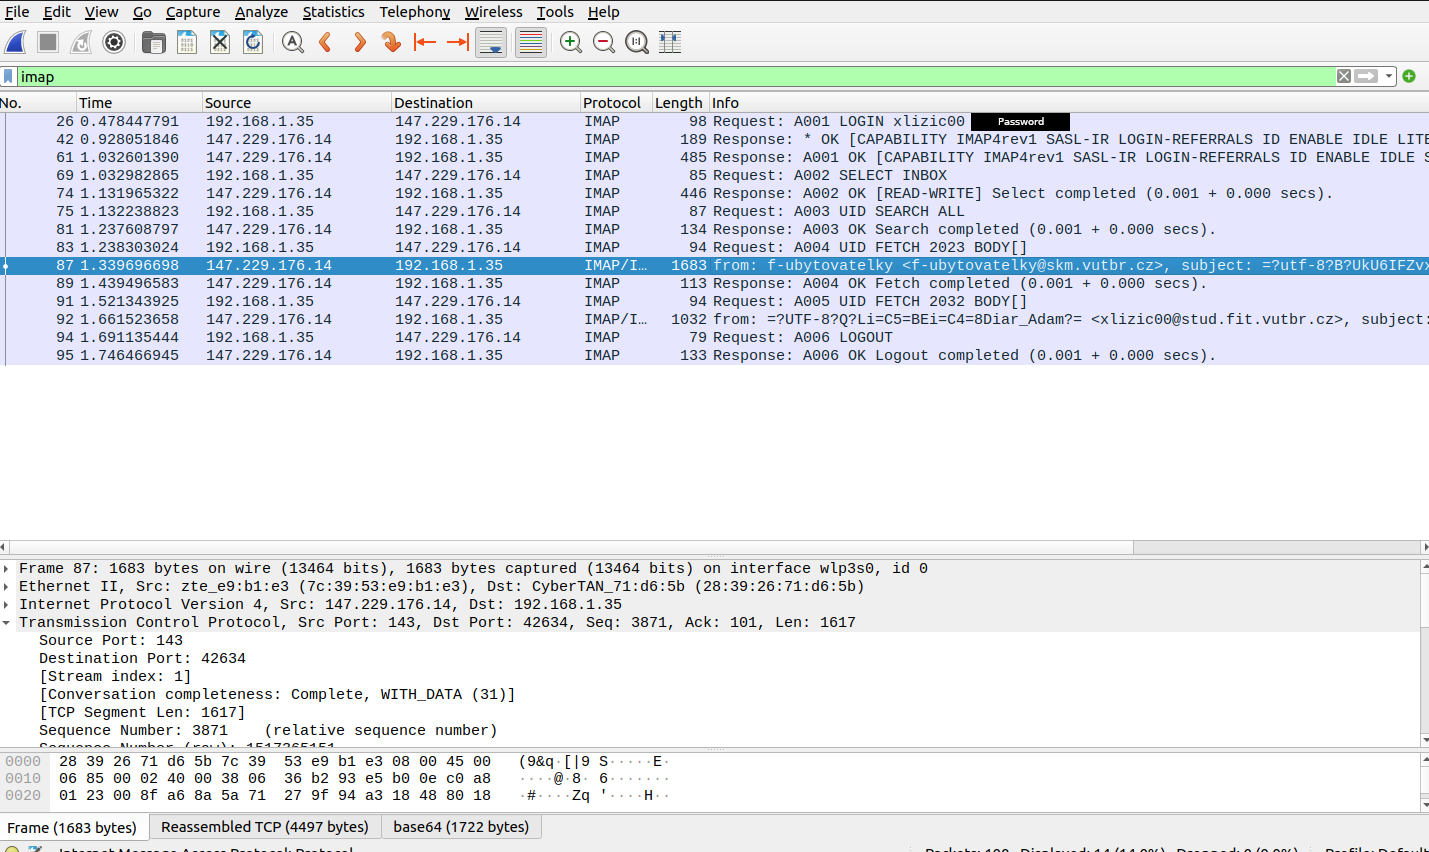 File Edit View Go Capture Analyze Statistics Telephony Wireless Tools Help
imap
No. Time Source Destination Protocol Length Info
26 0.478447791 192.168.1.35 147.229.176.14 IMAP 98 Request: A001 LOGIN xlizic00 Password
42 0.928051846 147.229.176.14 192.168.1.35 IMAP 189 Response: * OK [CAPABILITY IMAP4rev1 SASL-IR LOGIN-REFERRALS ID ENABLE IDLE LITE
61 1.032601390 147.229.176.14 192.168.1.35 IMAP 485 Response: A001 OK [CAPABILITY IMAP4rev1 SASL-IR LOGIN-REFERRALS ID ENABLE IDLE S
69 1.032982865 192.168.1.35 147.229.176.14 IMAP 85 Request: A002 SELECT INBOX
74 1.131965322 147.229.176.14 192.168.1.35 IMAP 446 Response: A002 OK [READ-WRITE] Select completed (0.001 + 0.000 secs).
75 1.132238823 192.168.1.35 147.229.176.14 IMAP 87 Request: A003 UID SEARCH ALL
81 1.237608797 147.229.176.14 192.168.1.35 IMAP 134 Response: A003 OK Search completed (0.001 + 0.000 secs).
83 1.238303024 192.168.1.35 147.229.176.14 IMAP 94 Request: A004 UID FETCH 2023 BODY[]
87 1.339696698 147.229.176.14 192.168.1.35 IMAP/I… 1683 from: f-ubytovatelky <f-ubytovatelky@skm.vutbr.cz>, subject: =?utf-8?B?UkU6IFZvx
89 1.439496583 147.229.176.14 192.168.1.35 IMAP 113 Response: A004 OK Fetch completed (0.001 + 0.000 secs).
91 1.521343925 192.168.1.35 147.229.176.14 IMAP 94 Request: A005 UID FETCH 2032 BODY[]
92 1.661523658 147.229.176.14 192.168.1.35 IMAP/I… 1032 from: =?UTF-8?Q?Li=C5=BEi=C4=8Diar_Adam?= <xlizic00@stud.fit.vutbr.cz>, subject:
94 1.691135444 192.168.1.35 147.229.176.14 IMAP 79 Request: A006 LOGOUT
95 1.746466945 147.229.176.14 192.168.1.35 IMAP 133 Response: A006 OK Logout completed (0.001 + 0.000 secs).
Frame 87: 1683 bytes on wire (13464 bits), 1683 bytes captured (13464 bits) on interface wlp3s0, id 0
Ethernet II, Src: zte_e9:b1:e3 (7c:39:53:e9:b1:e3), Dst: CyberTAN_71:d6:5b (28:39:26:71:d6:5b)
Internet Protocol Version 4, Src: 147.229.176.14, Dst: 192.168.1.35
Transmission Control Protocol, Src Port: 143, Dst Port: 42634, Seq: 3871, Ack: 101, Len: 1617
Source Port: 143
Destination Port: 42634
[Stream index: 1]
[Conversation completeness: Complete, WITH_DATA (31)]
[TCP Segment Len: 1617]
Sequence Number: 3871 (relative sequence number)
Sequence Number (raw): 1517365151
0000 28 39 26 71 d6 5b 7c 39 53 e9 b1 e3 08 00 45 00 (9&q·[|9 S·····E·
0010 06 85 00 02 40 00 38 06 36 b2 93 e5 b0 0e c0 a8 ····@·8· 6·······
0020 01 23 00 8f a6 8a 5a 71 27 9f 94 a3 18 48 80 18 ·#····Zq '····H··
Frame (1683 bytes) Reassembled TCP (4497 bytes) base64 (1722 bytes)
Internet Message Access Protocol: Protocol